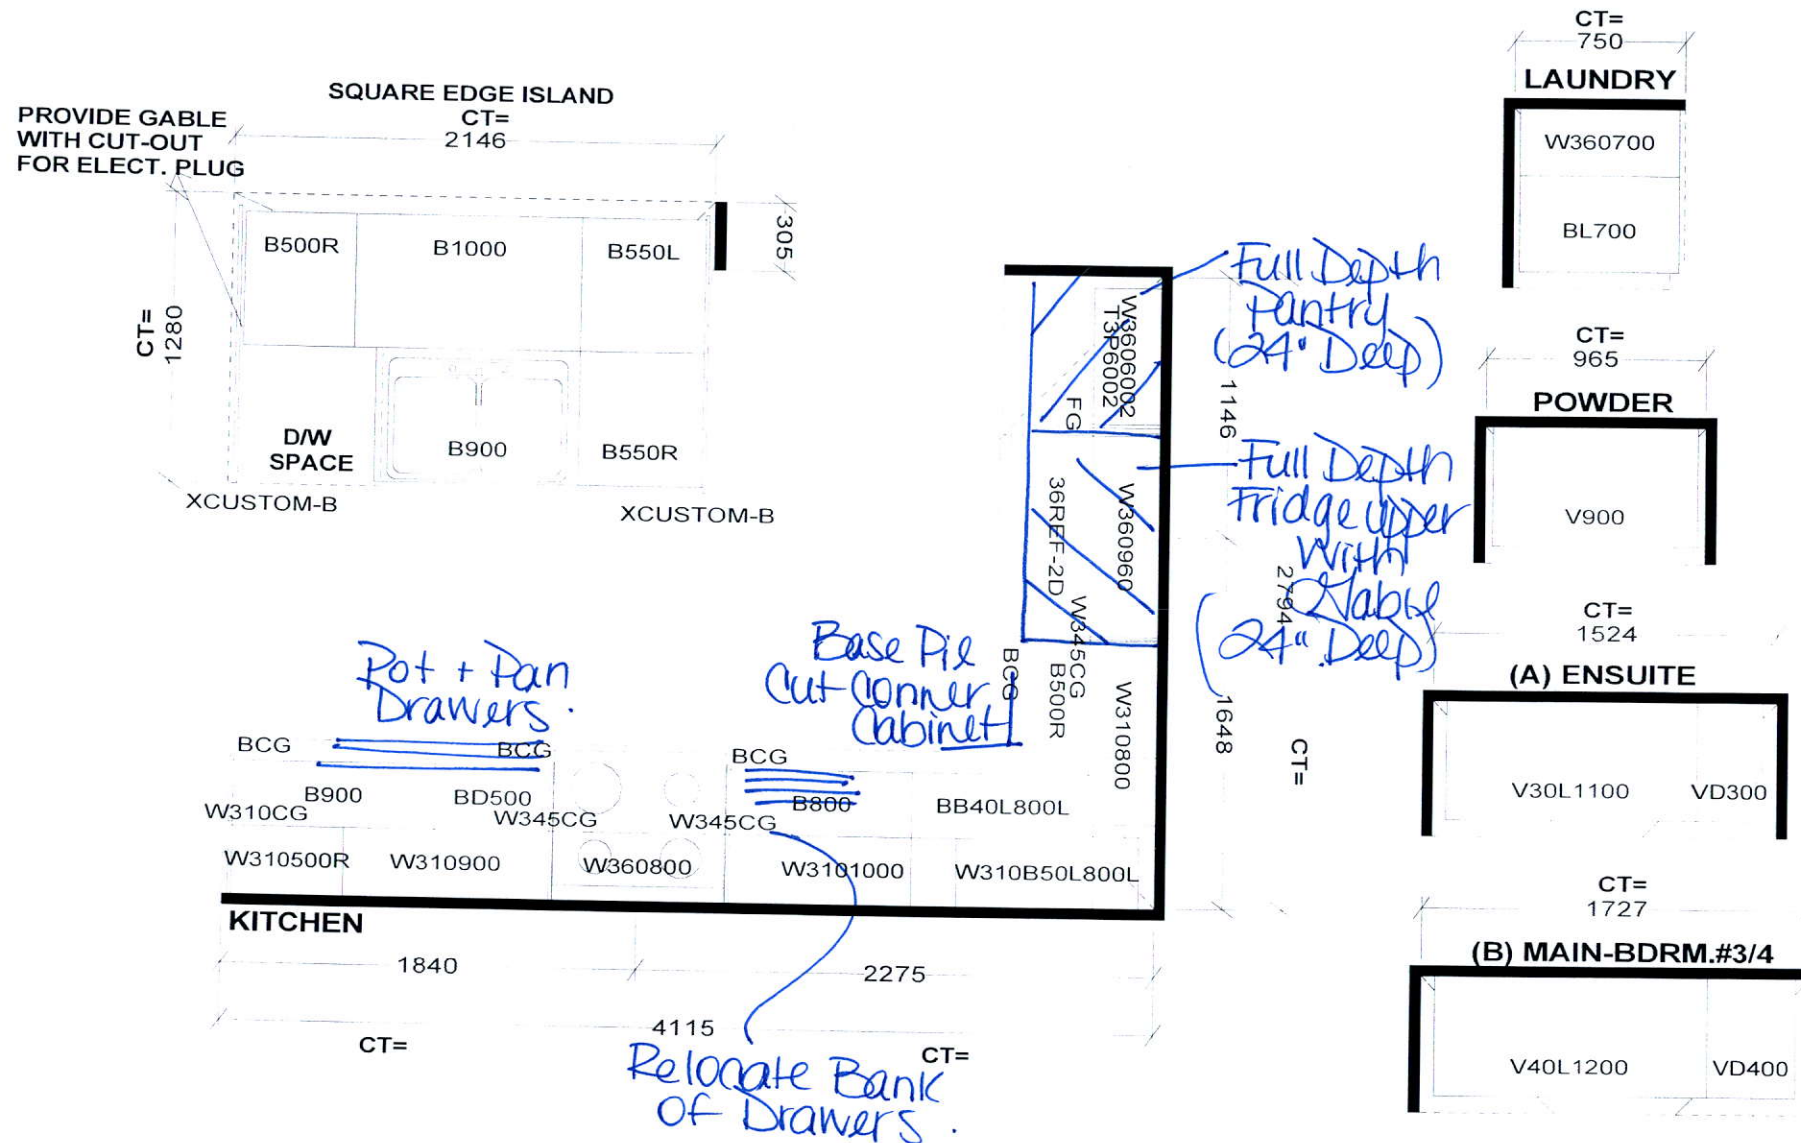 PROVIDE GABLE
WITH CUT-OUT
FOR ELECT. PLUG
SQUARE EDGE ISLAND
CT=
2146
CT=
1280
305
B500R
B1000
B550L
D/W
SPACE
B900
B550R
XCUSTOM-B
XCUSTOM-B
Full Depth
Pantry
(24" Deep)
W3606002
T3P6002
FG
1146
Full Depth
Fridge upper
With
Gable
(24" Deep)
36REF-2D
W360960
2794
CT=
W345CG
B500R
BCG
W310800
1648
Pot + Pan
Drawers.
Base Pie
Cut Conner
Cabinet
BCG
BCG
BCG
B900
BD500
B800
BB40L800L
W310CG
W345CG
W345CG
W310500R
W310900
W360800
W3101000
W310B50L800L
KITCHEN
1840
2275
4115
CT=
CT=
Relocate Bank
Of Drawers.
CT=
750
LAUNDRY
W360700
BL700
CT=
965
POWDER
V900
CT=
1524
(A) ENSUITE
V30L1100
VD300
CT=
1727
(B) MAIN-BDRM.#3/4
V40L1200
VD400